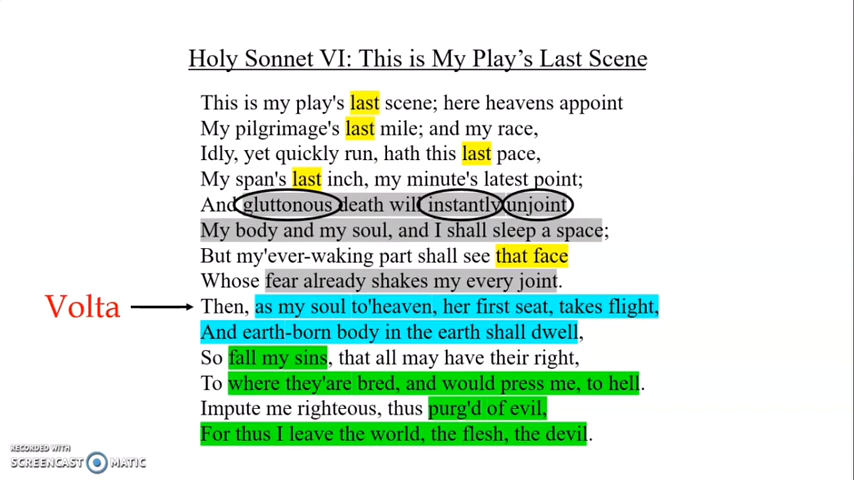 Holy Sonnet VI: This is My Play's Last Scene
This is my play's last scene; here heavens appoint
My pilgrimage's last mile; and my race,
Idly, yet quickly run, hath this last pace,
My span's last inch, my minute's latest point;
And gluttonous death will instantly unjoint
My body and my soul, and I shall sleep a space;
But my'ever-waking part shall see that face
Whose fear already shakes my every joint.
Volta
Then, as my soul to'heaven, her first seat, takes flight,
And earth-born body in the earth shall dwell,
So fall my sins, that all may have their right,
To where they'are bred, and would press me, to hell.
Impute me righteous, thus purg'd of evil,
For thus I leave the world, the flesh, the devil.
RECORDED WITH
SCREENCAST MATIC